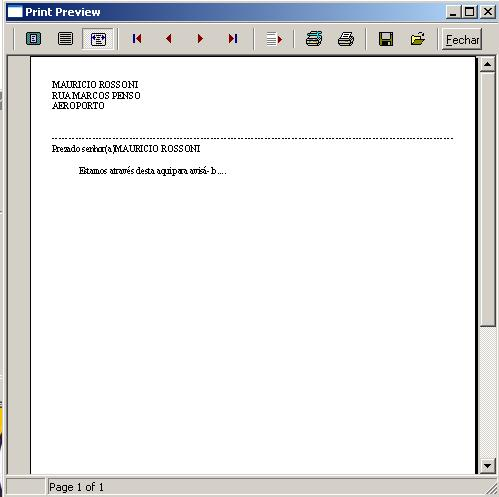 Print Preview
Fechar
MAURICIO ROSSONI
RUA MARCOS PENSO
AEROPORTO
Prezado senhor(a)MAURICIO ROSSONI
Estamos através desta aqui para avisá-lo....
Page 1 of 1